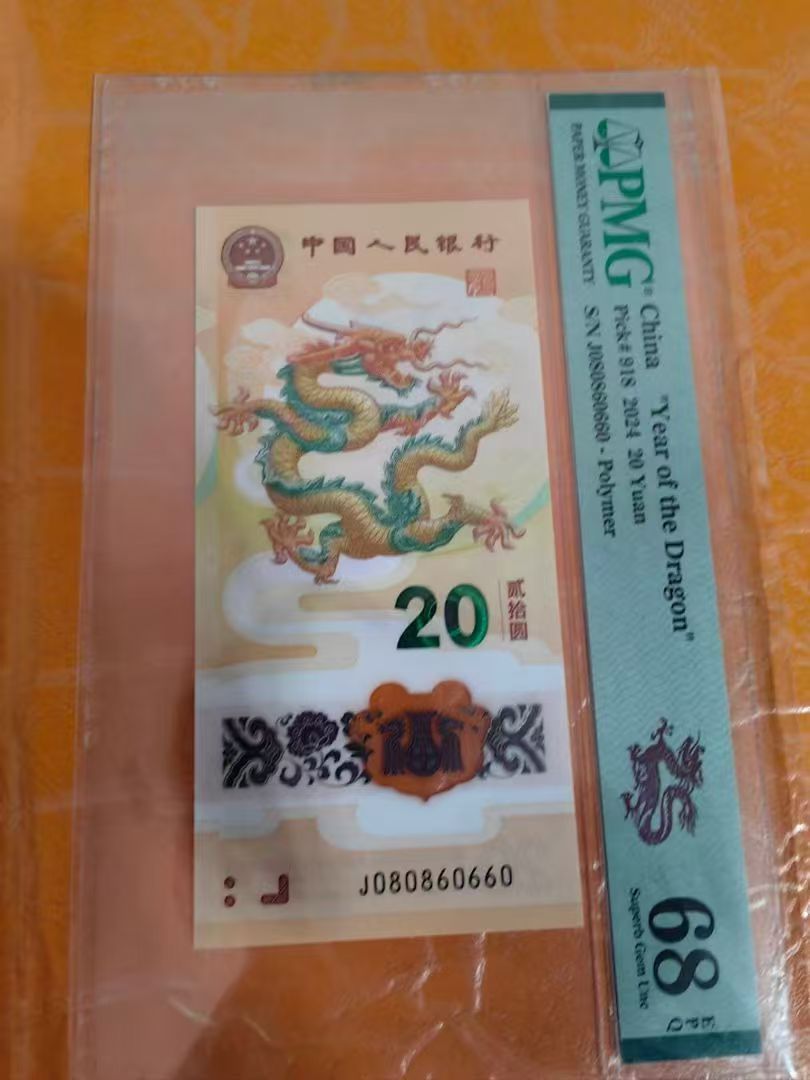 中国人民银行
20
贰拾圆
J080860660
PMG®
PAPER MONEY GUARANTY
China "Year of the Dragon"
Pick# 918 2024 20 Yuan
S/N J080860660 - Polymer
68
EPQ
Superb Gem Unc